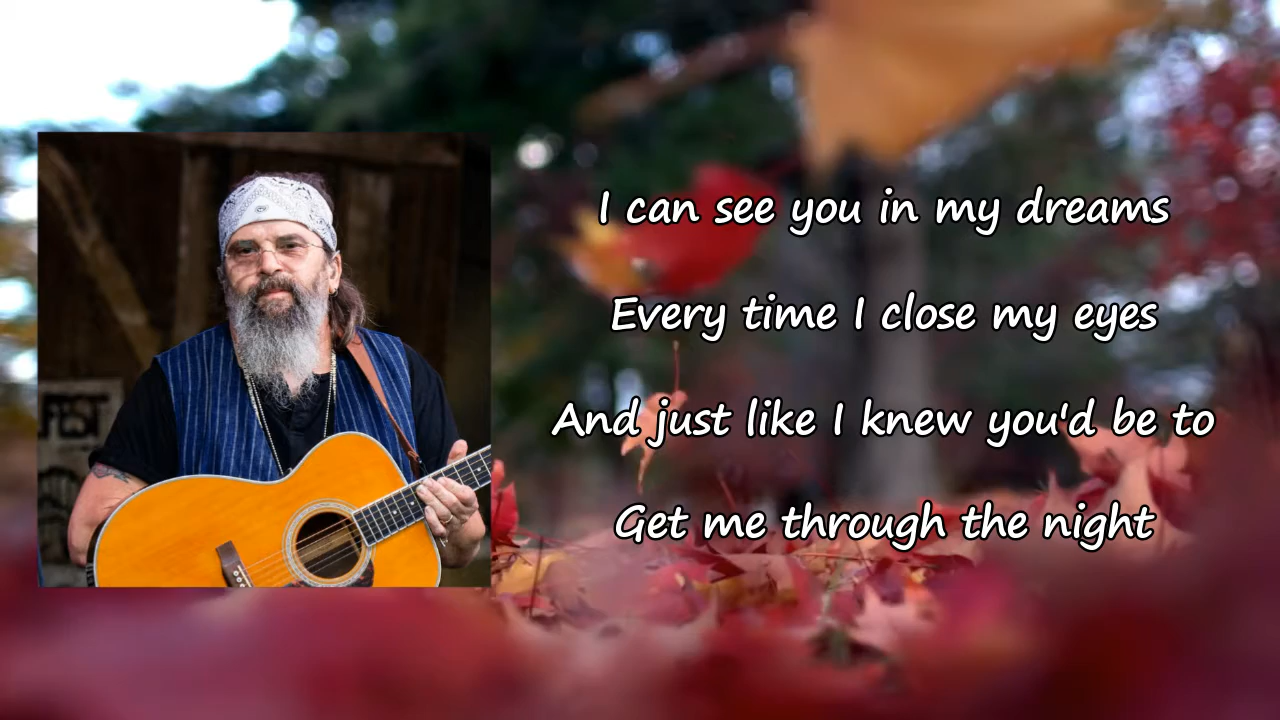 FEST
I can see you in my dreams
Every time I close my eyes
And just like I knew you'd be to
Get me through the night